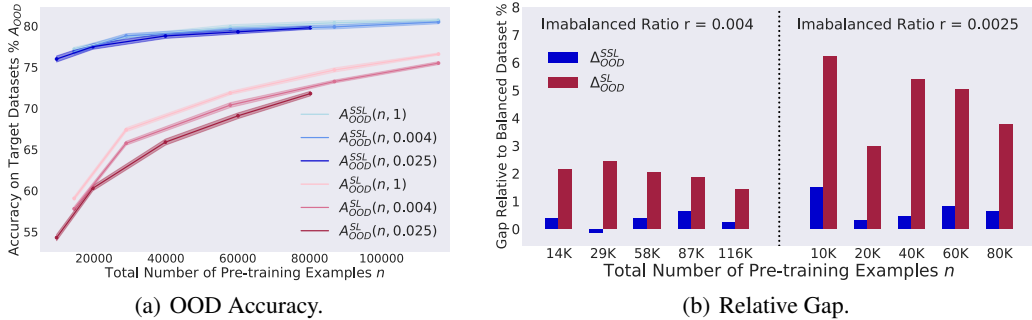 Accuracy on Target Datasets % A_OOD
80
75
70
65
60
55
A^SSL_OOD(n, 1)
A^SSL_OOD(n, 0.004)
A^SSL_OOD(n, 0.025)
A^SL_OOD(n, 1)
A^SL_OOD(n, 0.004)
A^SL_OOD(n, 0.025)
20000 40000 60000 80000 100000
Total Number of Pre-training Examples n
(a) OOD Accuracy.
Gap Relative to Balanced Dataset %
8
7
6
5
4
3
2
1
0
Imabalanced Ratio r = 0.004
Imabalanced Ratio r = 0.0025
Δ^SSL_OOD
Δ^SL_OOD
14K 29K 58K 87K 116K 10K 20K 40K 60K 80K
Total Number of Pre-training Examples n
(b) Relative Gap.